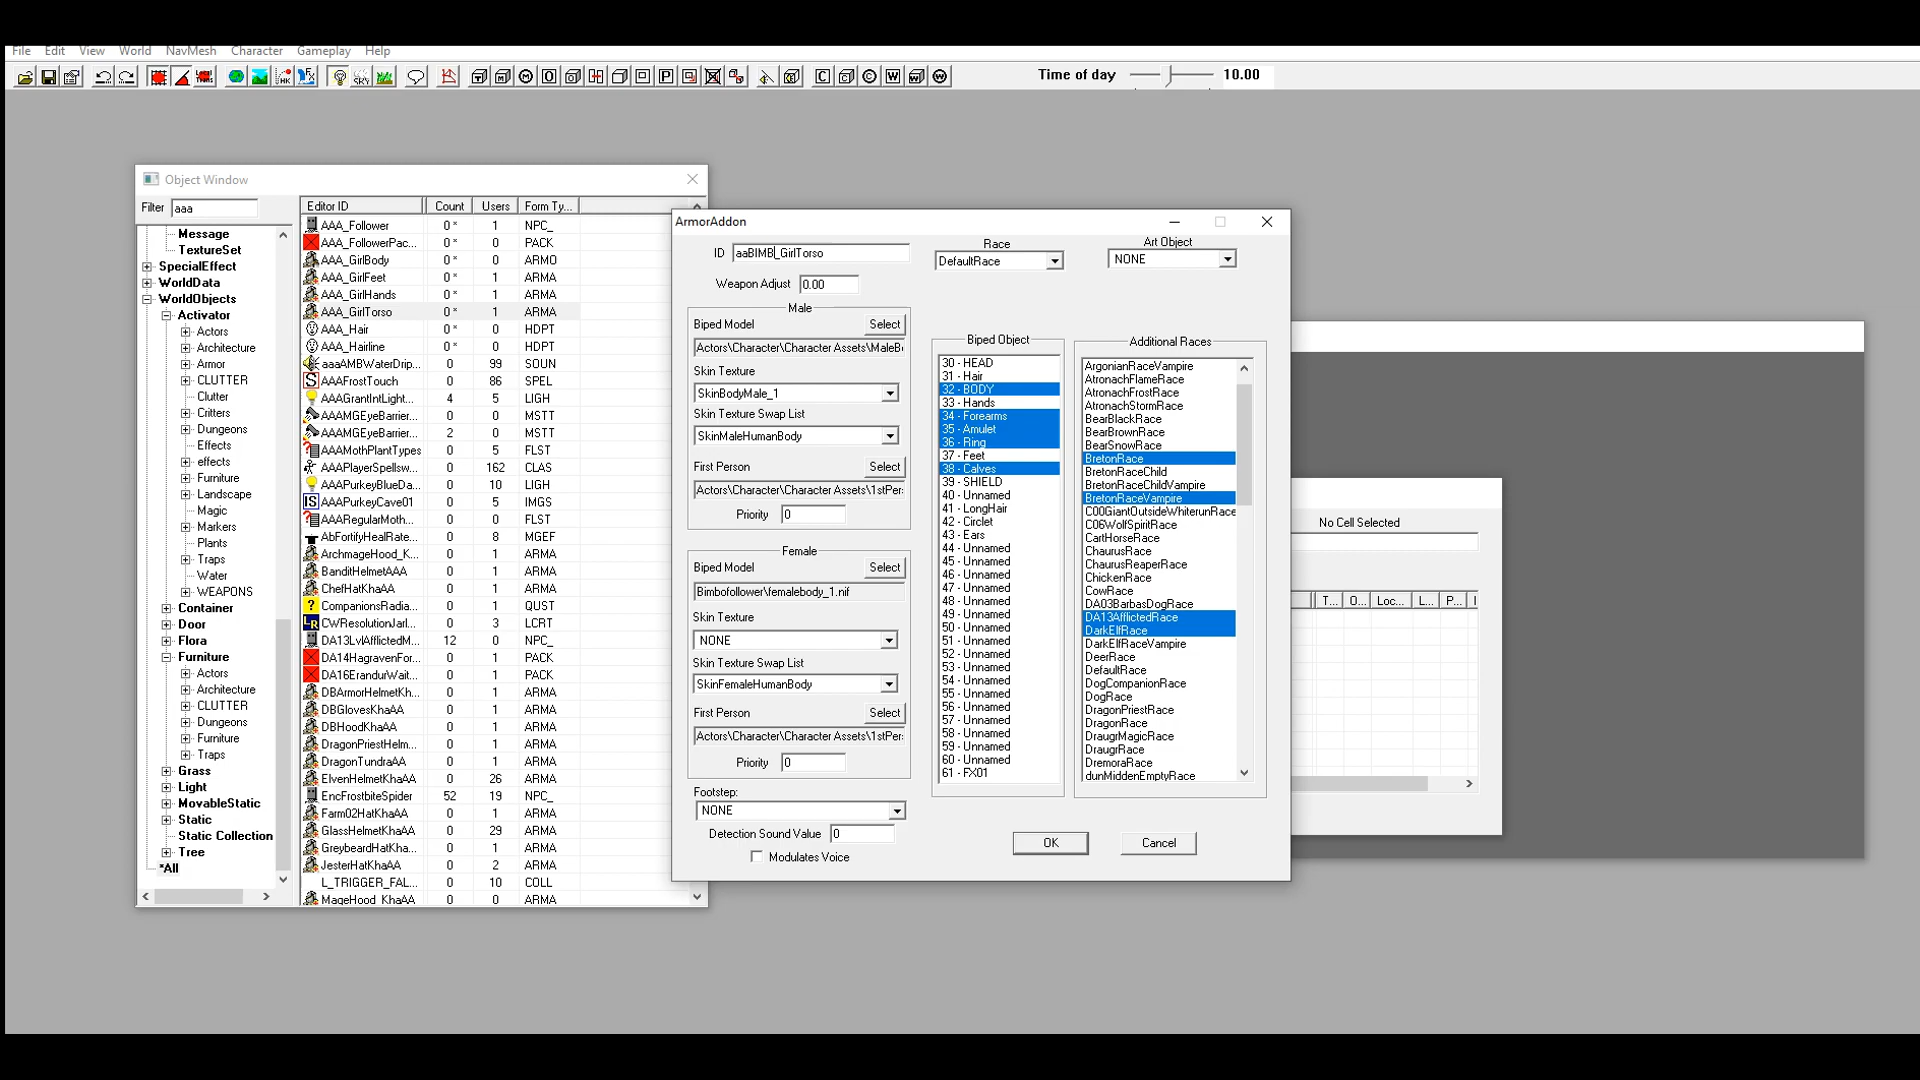 File Edit View World NavMesh Character Gameplay Help
Time of day 10.00
Object Window
Filter aaa
Message
TextureSet
SpecialEffect
WorldData
WorldObjects
Activator
Actors
Architecture
Armor
CLUTTER
Clutter
Critters
Dungeons
Effects
effects
Furniture
Landscape
Magic
Markers
Plants
Traps
Water
WEAPONS
Container
Door
Flora
Furniture
Actors
Architecture
CLUTTER
Dungeons
Furniture
Traps
Grass
Light
MovableStatic
Static
Static Collection
Tree
*All
Editor ID Count Users Form Ty...
AAA_Follower 0 * 1 NPC_
AAA_FollowerPac... 0 * 0 PACK
AAA_GirlBody 0 * 0 ARMO
AAA_GirlFeet 0 * 1 ARMA
AAA_GirlHands 0 * 1 ARMA
AAA_GirlTorso 0 * 1 ARMA
AAA_Hair 0 * 0 HDPT
AAA_Hairline 0 * 0 HDPT
aaaAMBWaterDrip... 0 99 SOUN
AAAFrostTouch 0 86 SPEL
AAAGrantIntLight... 4 5 LIGH
AAAMGEyeBarrier... 0 0 MSTT
AAAMGEyeBarrier... 2 0 MSTT
AAAMothPlantTypes 0 5 FLST
AAAPlayerSpellsw... 0 162 CLAS
AAAPurkeyBlueDa... 0 10 LIGH
AAAPurkeyCave01 0 5 IMGS
AAARegularMoth... 0 0 FLST
AbFortifyHealRate... 0 8 MGEF
ArchmageHood_K... 0 1 ARMA
BanditHelmetAAA 0 1 ARMA
ChefHatKhaAA 0 1 ARMA
CompanionsRadia... 0 1 QUST
CWResolutionJarl... 0 3 LCRT
DA13LvlAfflictedM... 12 0 NPC_
DA14HagravenFor... 0 1 PACK
DA16ErandurWait... 0 1 PACK
DBArmorHelmetKh... 0 1 ARMA
DBGlovesKhaAA 0 1 ARMA
DBHoodKhaAA 0 1 ARMA
DragonPriestHelm... 0 1 ARMA
DragonTundraAA 0 1 ARMA
ElvenHelmetKhaAA 0 26 ARMA
EncFrostbiteSpider 52 19 NPC_
Farm02HatKhaAA 0 1 ARMA
GlassHelmetKhaAA 0 29 ARMA
GreybeardHatKha... 0 1 ARMA
JesterHatKhaAA 0 2 ARMA
L_TRIGGER_FAL... 0 10 COLL
MageHood_KhaAA 0 0 ARMA
ArmorAddon
ID aaBIMB_GirlTorso
Weapon Adjust 0.00
Race
DefaultRace
Art Object
NONE
Male
Biped Model Select
Actors\Character\Character Assets\MaleB
Skin Texture
SkinBodyMale_1
Skin Texture Swap List
SkinMaleHumanBody
First Person Select
Actors\Character\Character Assets\1stPer
Priority 0
Female
Biped Model Select
Bimbofollower\femalebody_1.nif
Skin Texture
NONE
Skin Texture Swap List
SkinFemaleHumanBody
First Person Select
Actors\Character\Character Assets\1stPer
Priority 0
Footstep:
NONE
Detection Sound Value 0
Modulates Voice
Biped Object
30 - HEAD
31 - Hair
32 - BODY
33 - Hands
34 - Forearms
35 - Amulet
36 - Ring
37 - Feet
38 - Calves
39 - SHIELD
40 - Unnamed
41 - LongHair
42 - Circlet
43 - Ears
44 - Unnamed
45 - Unnamed
46 - Unnamed
47 - Unnamed
48 - Unnamed
49 - Unnamed
50 - Unnamed
51 - Unnamed
52 - Unnamed
53 - Unnamed
54 - Unnamed
55 - Unnamed
56 - Unnamed
57 - Unnamed
58 - Unnamed
59 - Unnamed
60 - Unnamed
61 - FX01
Additional Races
ArgonianRaceVampire
AtronachFlameRace
AtronachFrostRace
AtronachStormRace
BearBlackRace
BearBrownRace
BearSnowRace
BretonRace
BretonRaceChild
BretonRaceChildVampire
BretonRaceVampire
C00GiantOutsideWhiterunRace
C06WolfSpiritRace
CartHorseRace
ChaurusRace
ChaurusReaperRace
ChickenRace
CowRace
DA03BarbasDogRace
DA13AfflictedRace
DarkElfRace
DarkElfRaceVampire
DeerRace
DefaultRace
DogCompanionRace
DogRace
DragonPriestRace
DragonRace
DraugrMagicRace
DraugrRace
DremoraRace
dunMiddenEmptyRace
OK Cancel
No Cell Selected
T... O... Loc... L... P...